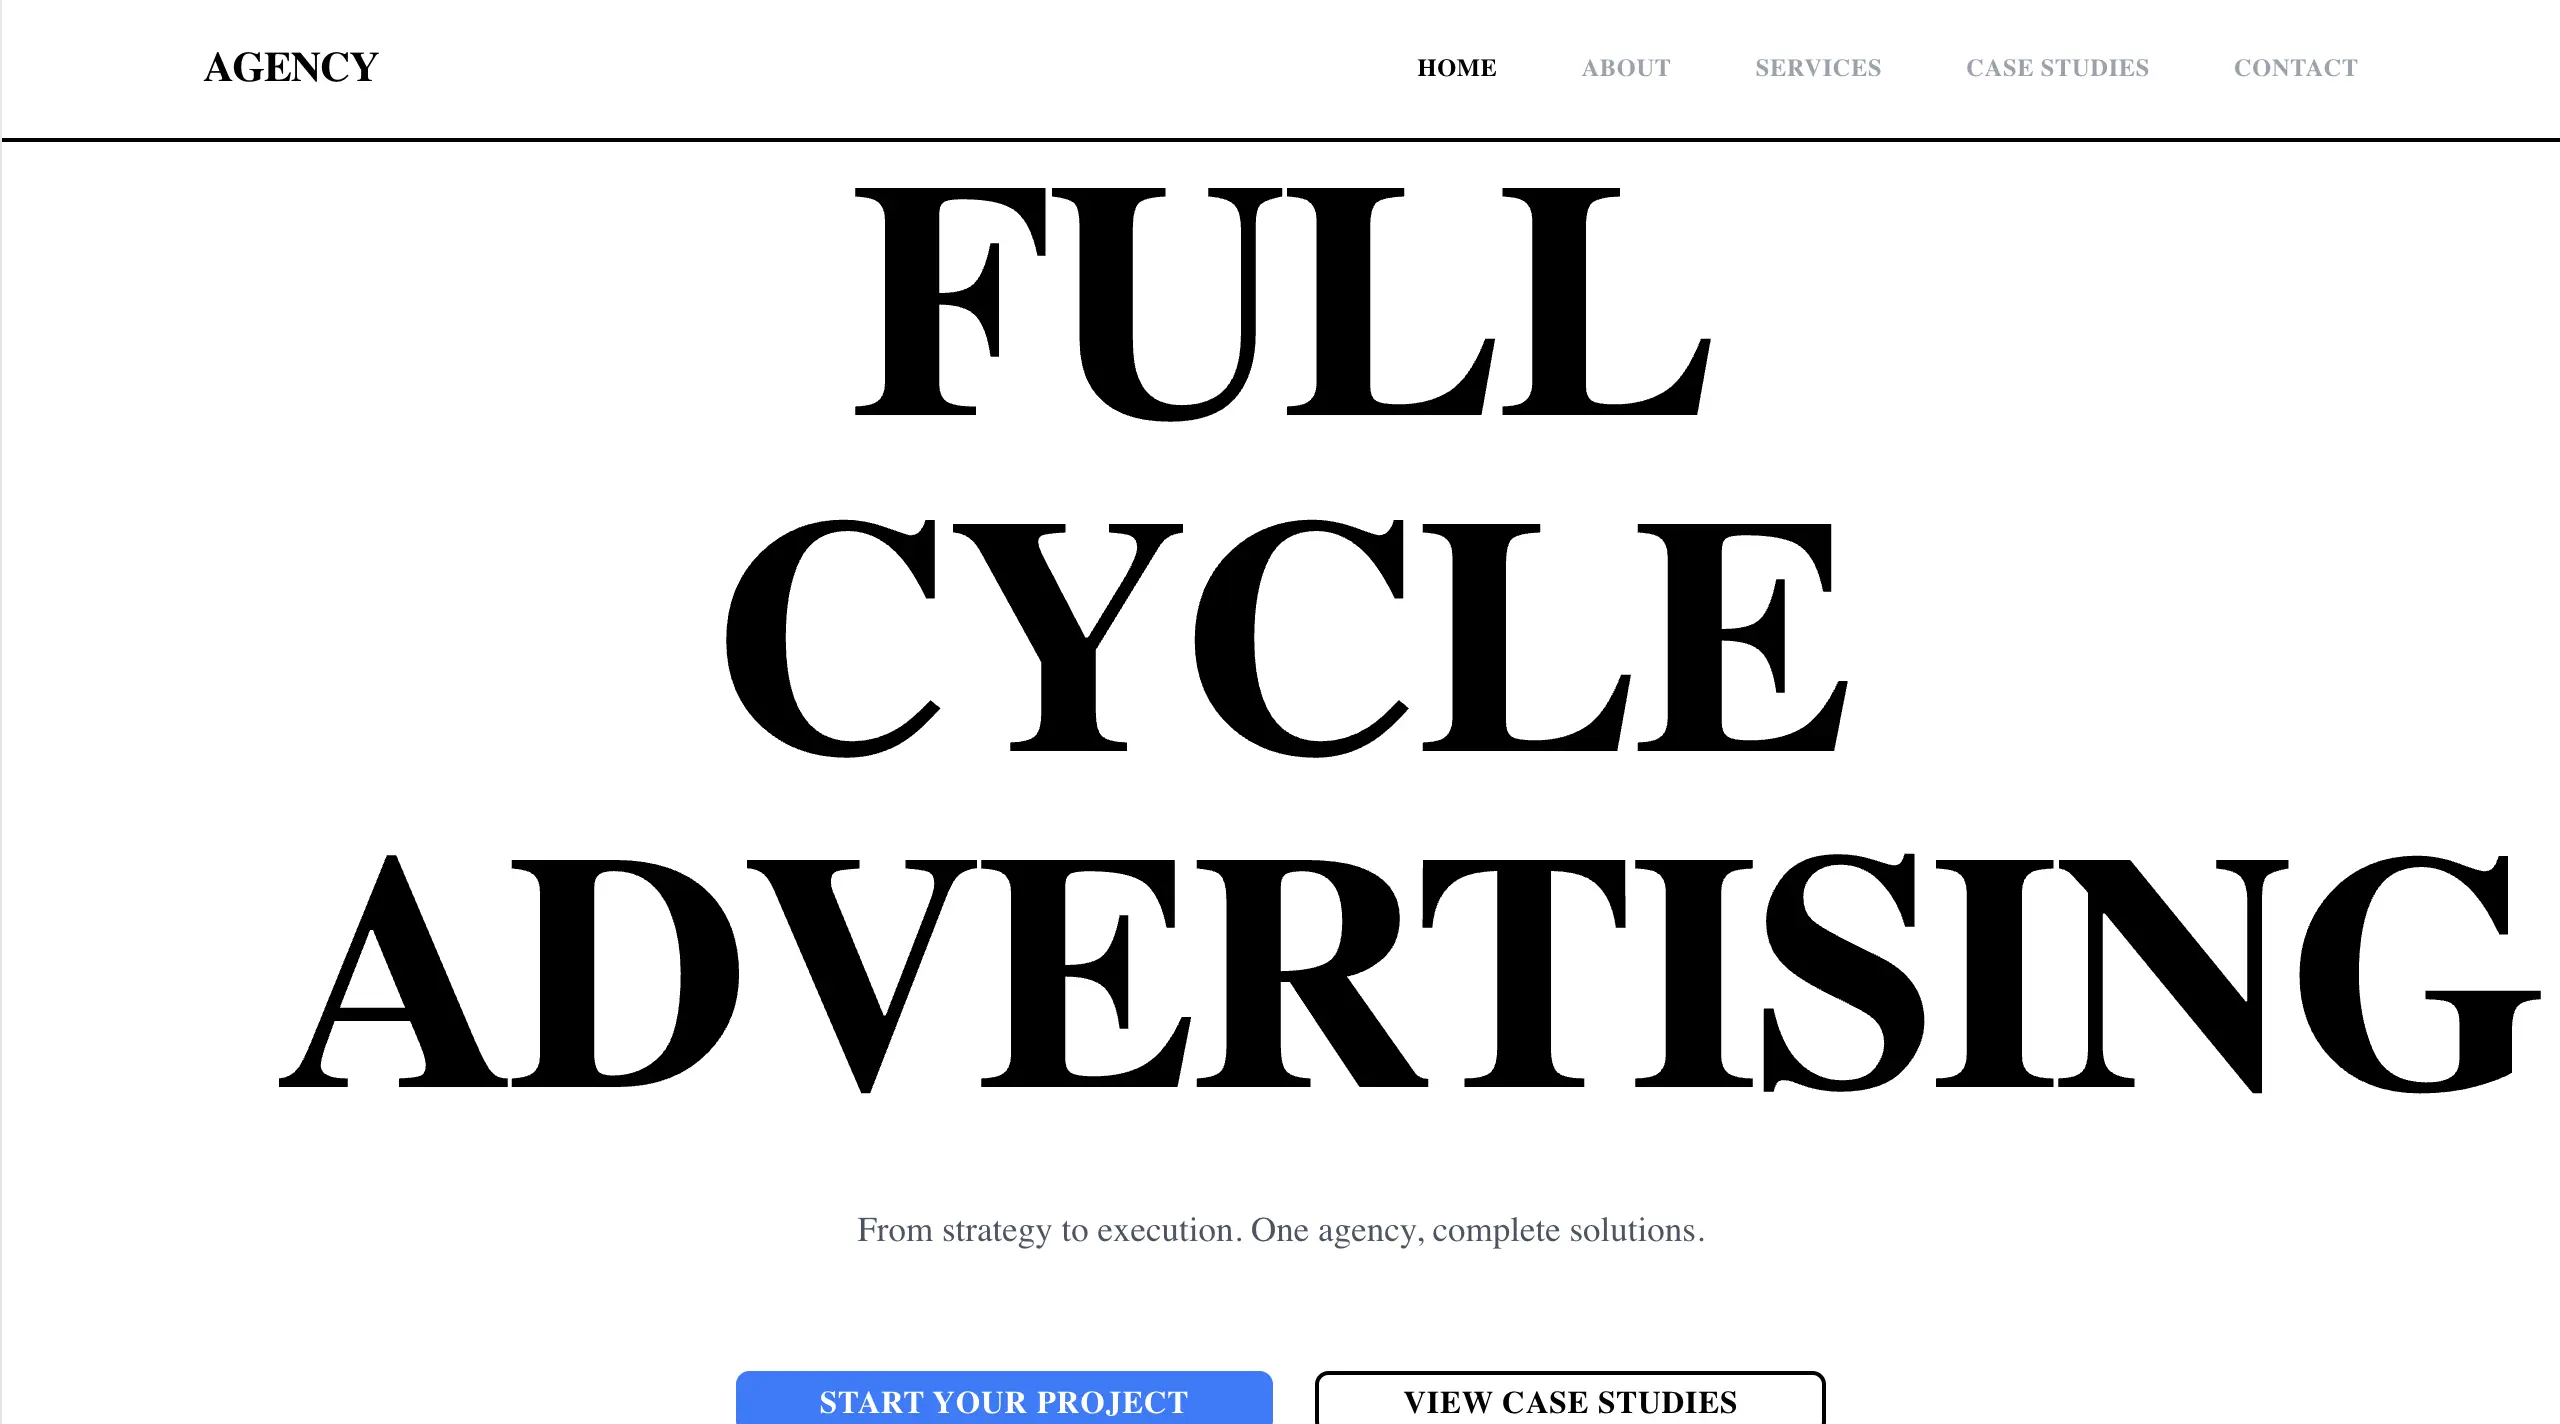 AGENCY
HOME ABOUT SERVICES CASE STUDIES CONTACT
FULL
CYCLE
ADVERTISING
From strategy to execution. One agency, complete solutions.
START YOUR PROJECT
VIEW CASE STUDIES